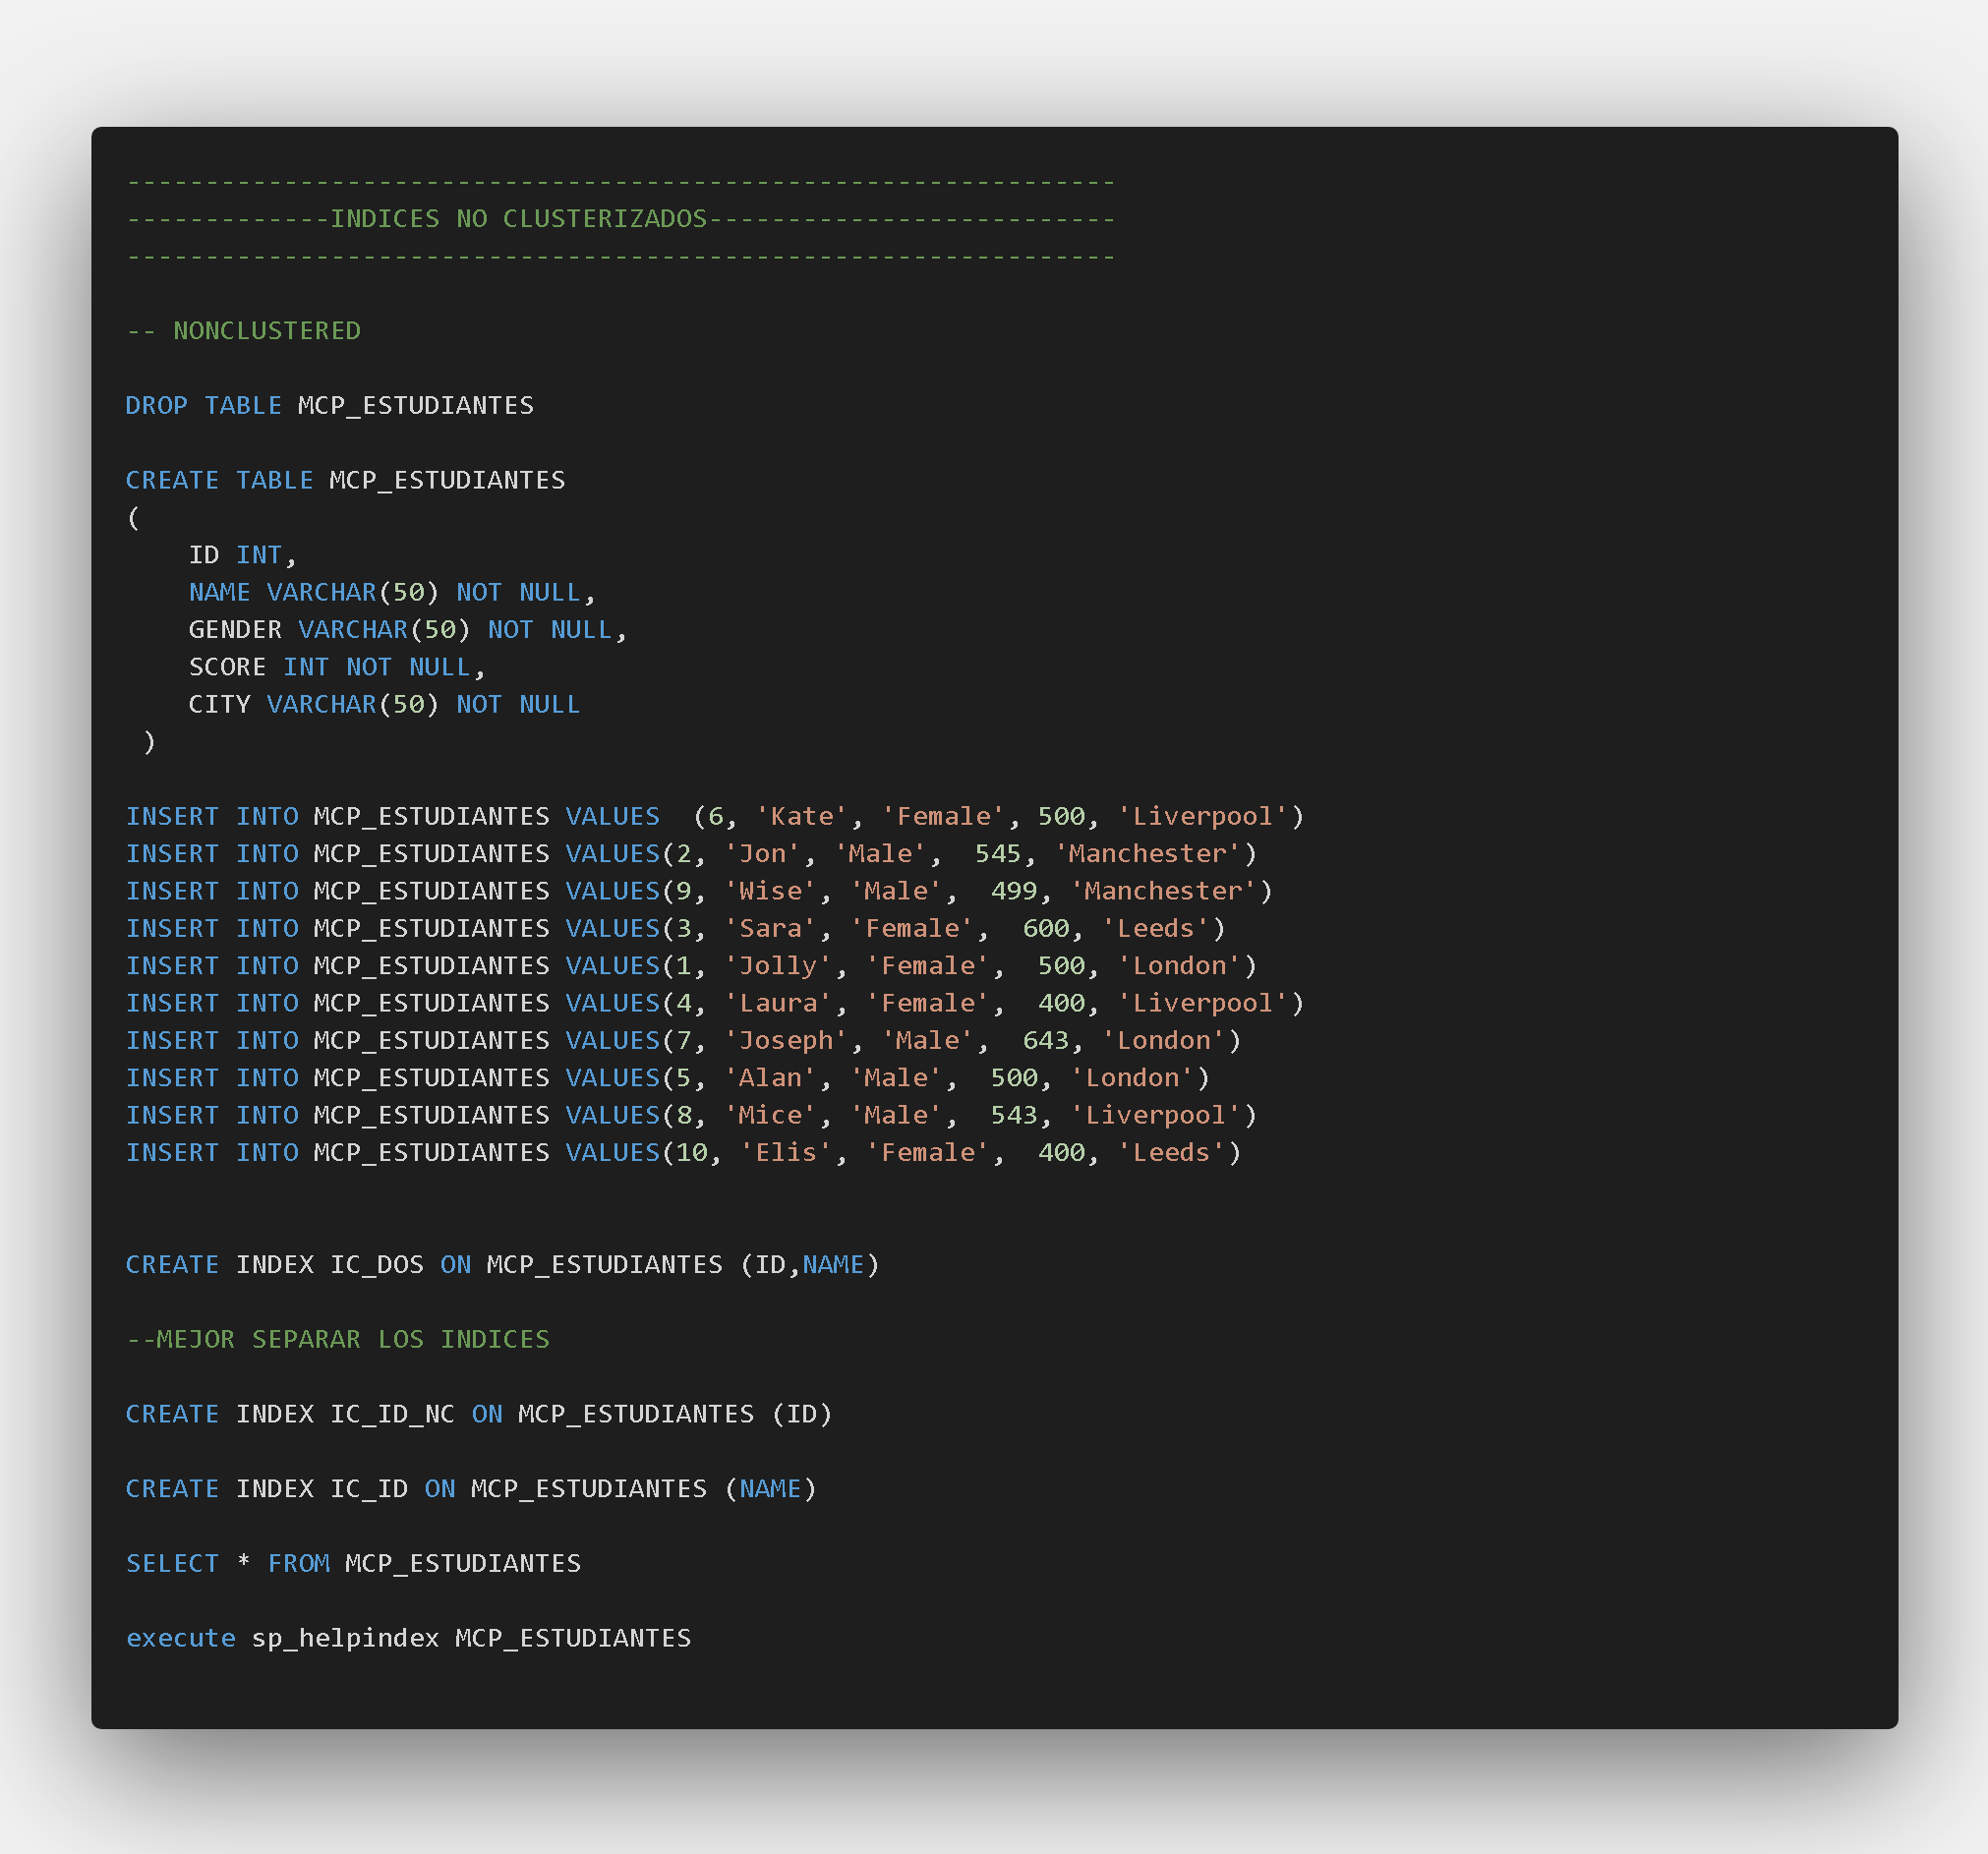 ---------------------------------------------------------------
-------------INDICES NO CLUSTERIZADOS--------------------------
---------------------------------------------------------------
-- NONCLUSTERED
DROP TABLE MCP_ESTUDIANTES
CREATE TABLE MCP_ESTUDIANTES
(
    ID INT,
    NAME VARCHAR(50) NOT NULL,
    GENDER VARCHAR(50) NOT NULL,
    SCORE INT NOT NULL,
    CITY VARCHAR(50) NOT NULL
 )
INSERT INTO MCP_ESTUDIANTES VALUES  (6, 'Kate', 'Female', 500, 'Liverpool')
INSERT INTO MCP_ESTUDIANTES VALUES(2, 'Jon', 'Male',  545, 'Manchester')
INSERT INTO MCP_ESTUDIANTES VALUES(9, 'Wise', 'Male',  499, 'Manchester')
INSERT INTO MCP_ESTUDIANTES VALUES(3, 'Sara', 'Female',  600, 'Leeds')
INSERT INTO MCP_ESTUDIANTES VALUES(1, 'Jolly', 'Female',  500, 'London')
INSERT INTO MCP_ESTUDIANTES VALUES(4, 'Laura', 'Female',  400, 'Liverpool')
INSERT INTO MCP_ESTUDIANTES VALUES(7, 'Joseph', 'Male',  643, 'London')
INSERT INTO MCP_ESTUDIANTES VALUES(5, 'Alan', 'Male',  500, 'London')
INSERT INTO MCP_ESTUDIANTES VALUES(8, 'Mice', 'Male',  543, 'Liverpool')
INSERT INTO MCP_ESTUDIANTES VALUES(10, 'Elis', 'Female',  400, 'Leeds')
CREATE INDEX IC_DOS ON MCP_ESTUDIANTES (ID,NAME)
--MEJOR SEPARAR LOS INDICES
CREATE INDEX IC_ID_NC ON MCP_ESTUDIANTES (ID)
CREATE INDEX IC_ID ON MCP_ESTUDIANTES (NAME)
SELECT * FROM MCP_ESTUDIANTES
execute sp_helpindex MCP_ESTUDIANTES